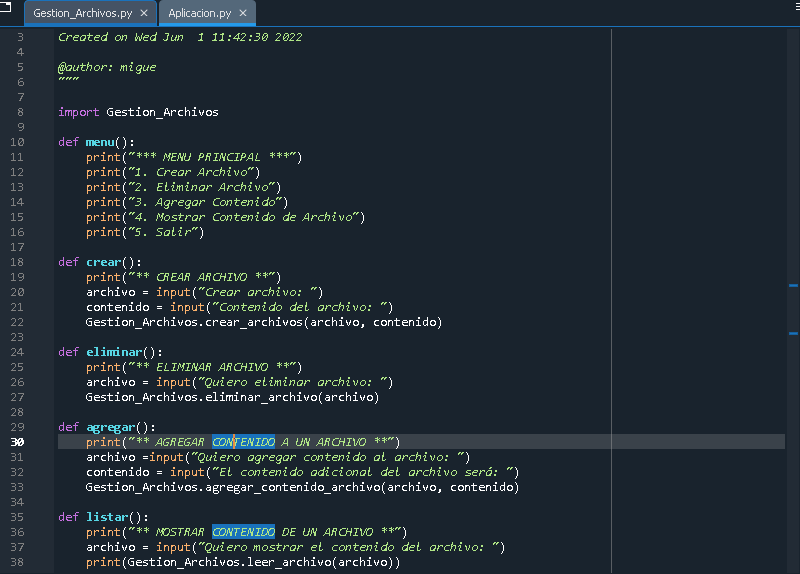 Gestion_Archivos.py Aplicacion.py
3 Created on Wed Jun  1 11:42:30 2022
4
5 @author: migue
6 """
7
8 import Gestion_Archivos
9
10 def menu():
11     print("*** MENU PRINCIPAL ***")
12     print("1. Crear Archivo")
13     print("2. Eliminar Archivo")
14     print("3. Agregar Contenido")
15     print("4. Mostrar Contenido de Archivo")
16     print("5. Salir")
17
18 def crear():
19     print("** CREAR ARCHIVO **")
20     archivo = input("Crear archivo: ")
21     contenido = input("Contenido del archivo: ")
22     Gestion_Archivos.crear_archivos(archivo, contenido)
23
24 def eliminar():
25     print("** ELIMINAR ARCHIVO **")
26     archivo = input("Quiero eliminar archivo: ")
27     Gestion_Archivos.eliminar_archivo(archivo)
28
29 def agregar():
30     print("** AGREGAR CONTENIDO A UN ARCHIVO **")
31     archivo =input("Quiero agregar contenido al archivo: ")
32     contenido = input("El contenido adicional del archivo será: ")
33     Gestion_Archivos.agregar_contenido_archivo(archivo, contenido)
34
35 def listar():
36     print("** MOSTRAR CONTENIDO DE UN ARCHIVO **")
37     archivo = input("Quiero mostrar el contenido del archivo: ")
38     print(Gestion_Archivos.leer_archivo(archivo))